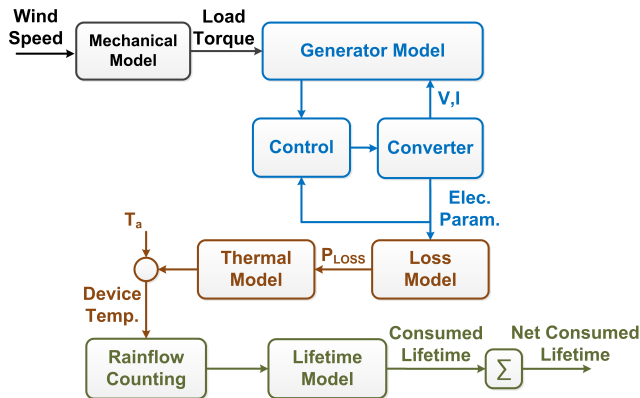 Wind
Speed
Mechanical
Model
Load
Torque
Generator Model
V,I
Control
Converter
Elec.
Param.
Ta
Thermal
Model
PLOSS
Loss
Model
Device
Temp.
Rainflow
Counting
Lifetime
Model
Consumed
Lifetime
Σ
Net Consumed
Lifetime